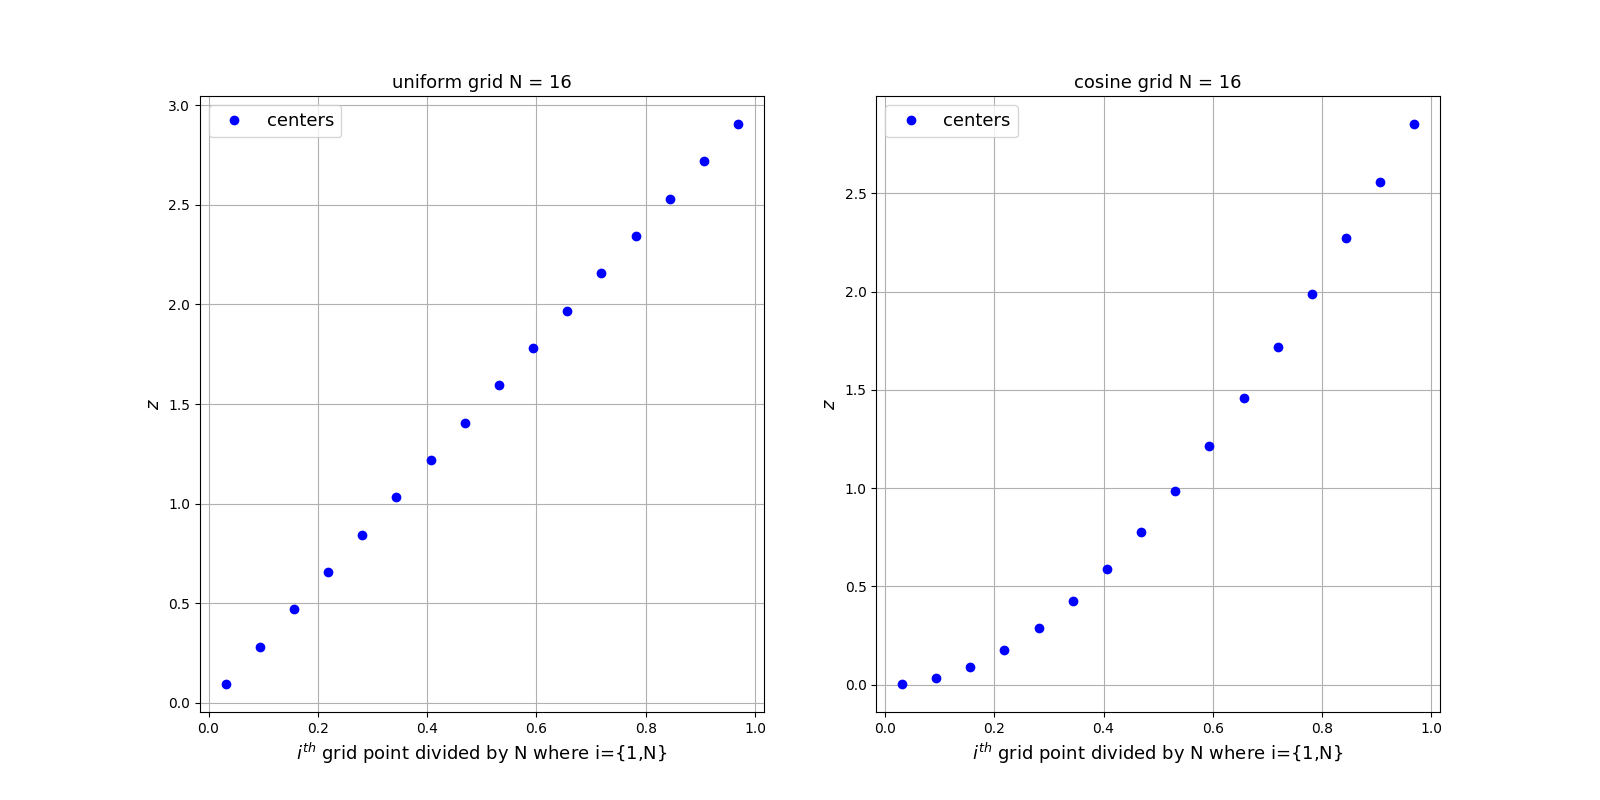 uniform grid N = 16
centers
z
3.0
2.5
2.0
1.5
1.0
0.5
0.0
0.0 0.2 0.4 0.6 0.8 1.0
i^{th} grid point divided by N where i={1,N}
cosine grid N = 16
centers
z
2.5
2.0
1.5
1.0
0.5
0.0
0.0 0.2 0.4 0.6 0.8 1.0
i^{th} grid point divided by N where i={1,N}